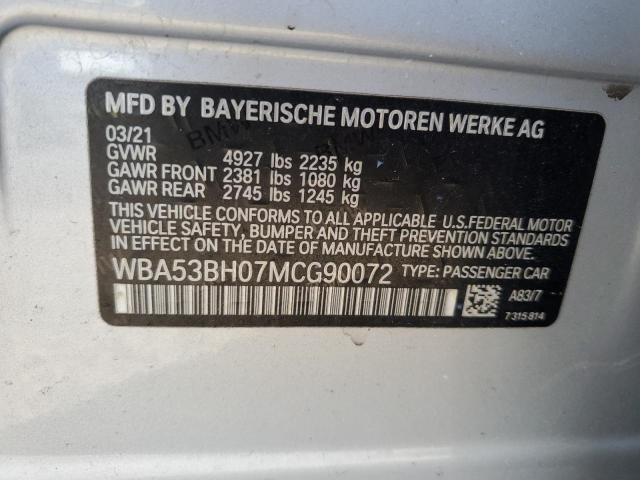 MFD BY BAYERISCHE MOTOREN WERKE AG
03/21
GVWR 4927 lbs 2235 kg
GAWR FRONT 2381 lbs 1080 kg
GAWR REAR 2745 lbs 1245 kg
THIS VEHICLE CONFORMS TO ALL APPLICABLE U.S.FEDERAL MOTOR
VEHICLE SAFETY, BUMPER AND THEFT PREVENTION STANDARDS
IN EFFECT ON THE DATE OF MANUFACTURE SHOWN ABOVE.
WBA53BH07MCG90072 TYPE: PASSENGER CAR
A83/7
7315814